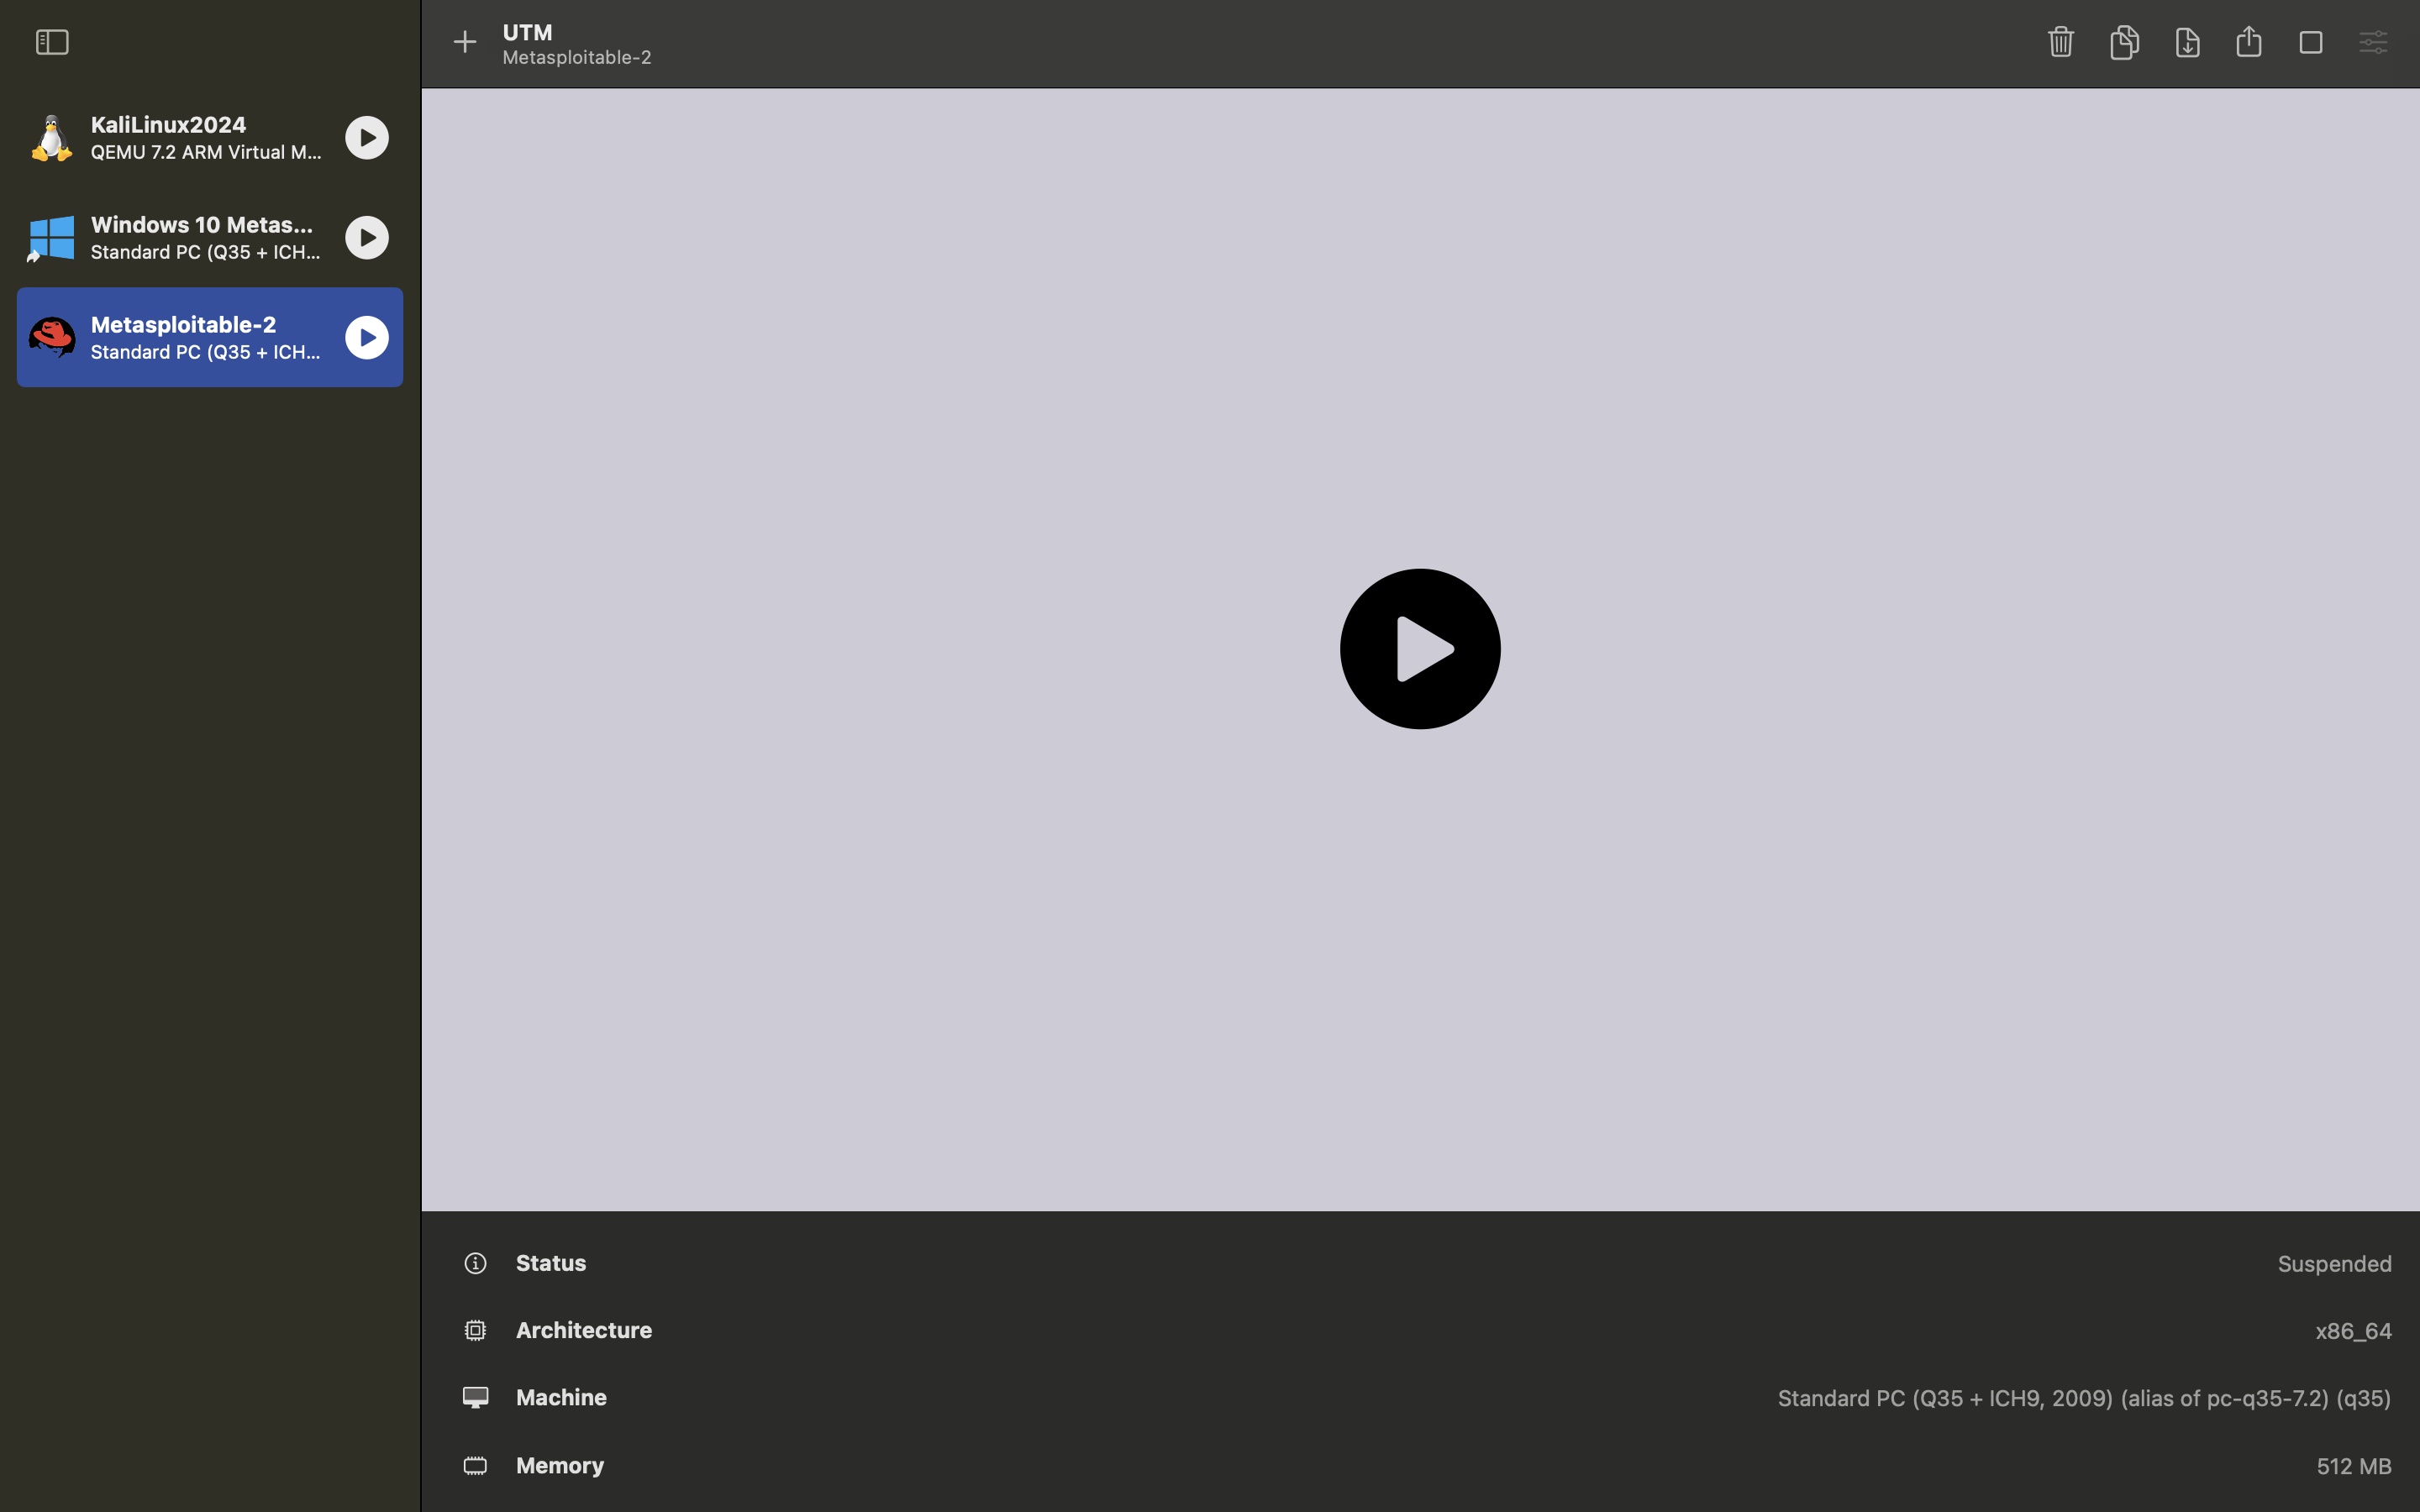 UTM
Metasploitable-2
KaliLinux2024
QEMU 7.2 ARM Virtual M...
Windows 10 Metas...
Standard PC (Q35 + ICH...
Metasploitable-2
Standard PC (Q35 + ICH...
Status
Suspended
Architecture
x86_64
Machine
Standard PC (Q35 + ICH9, 2009) (alias of pc-q35-7.2) (q35)
Memory
512 MB